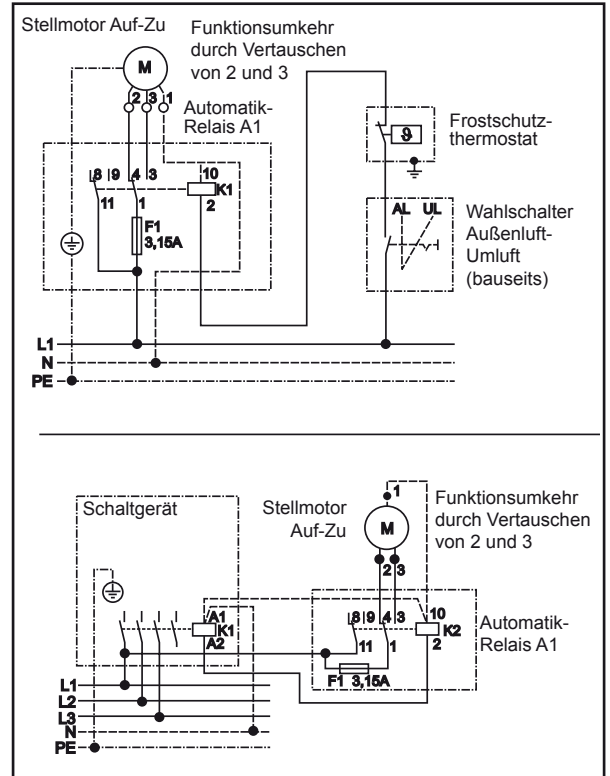 Stellmotor Auf-Zu
Funktionsumkehr
durch Vertauschen
von 2 und 3
M
2 3 1
Automatik-
Relais A1
8 9 4 3 10
K1
11 1 2
F1
3,15A
ϑ
Frostschutz-
thermostat
AL UL
Wahlschalter
Außenluft-
Umluft
(bauseits)
L1
N
PE
Schaltgerät
Stellmotor
Auf-Zu
1
M
2 3
Funktionsumkehr
durch Vertauschen
von 2 und 3
A1
K1
A2
8 9 4 3 10
K2
11 1 2
F1 3,15A
Automatik-
Relais A1
L1
L2
L3
N
PE